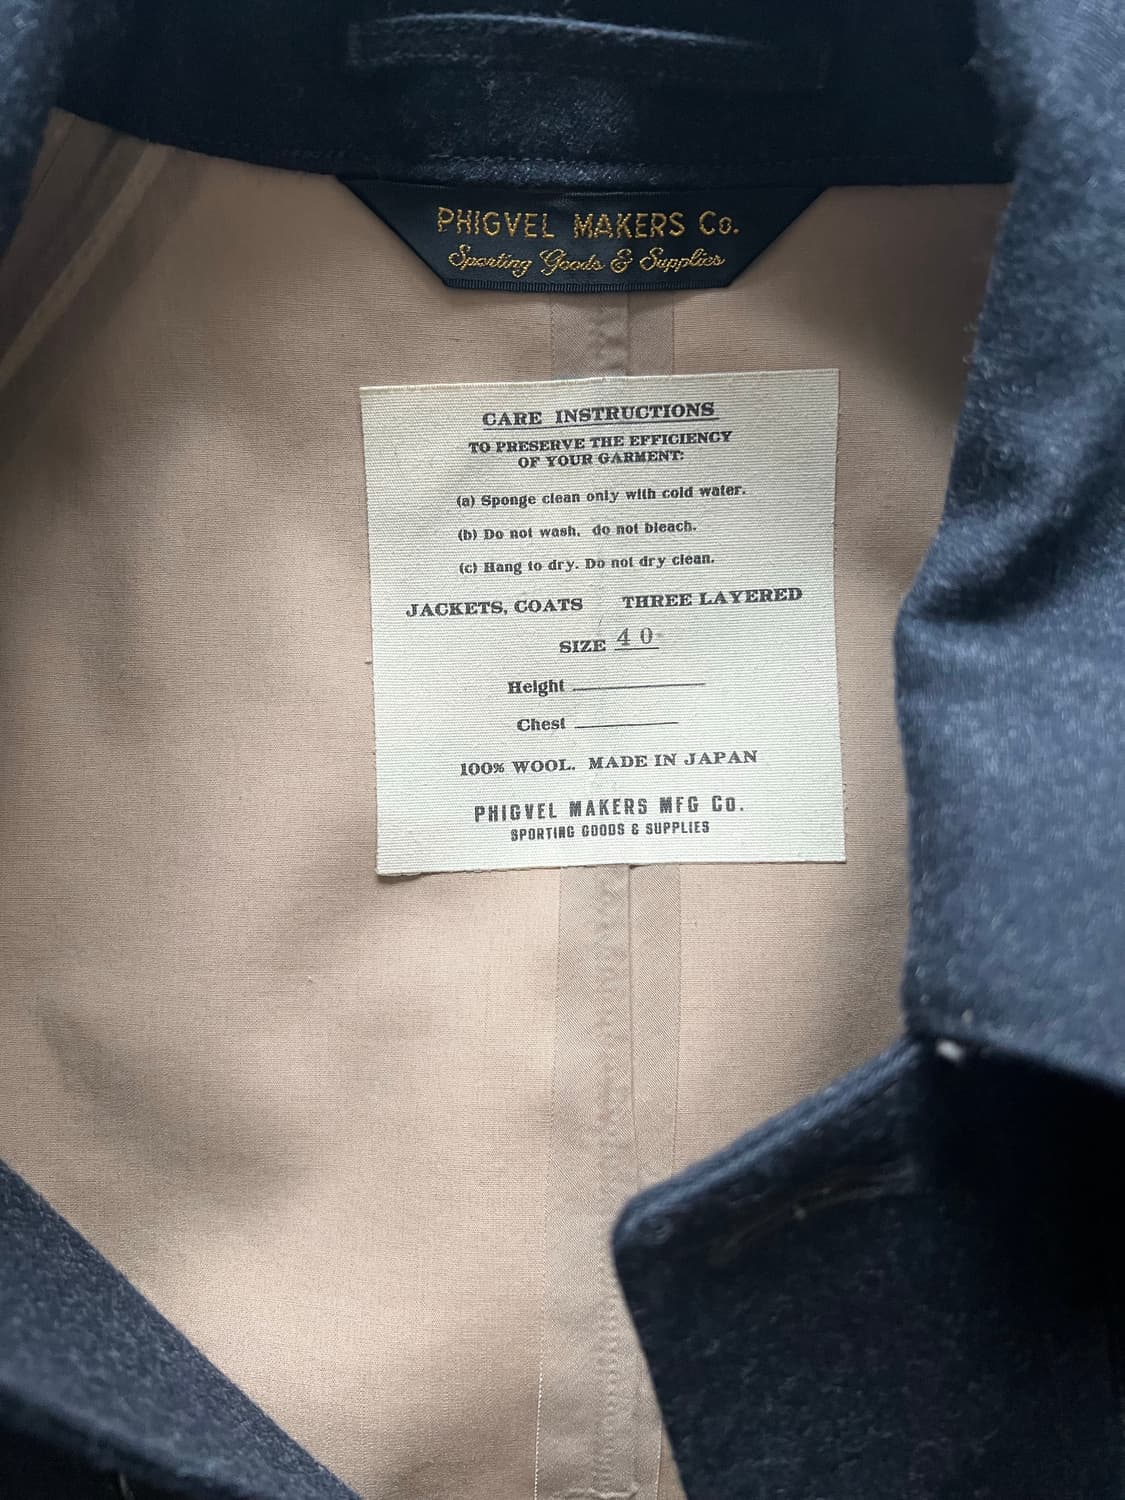 PHIGVEL MAKERS Co.
Sporting Goods & Supplies
CARE INSTRUCTIONS
TO PRESERVE THE EFFICIENCY
OF YOUR GARMENT:
(a) Sponge clean only with cold water.
(b) Do not wash, do not bleach.
(c) Hang to dry. Do not dry clean.
JACKETS, COATS THREE LAYERED
SIZE 40
Height
Chest
100% WOOL. MADE IN JAPAN
PHIGVEL MAKERS MFG CO.
SPORTING GOODS & SUPPLIES